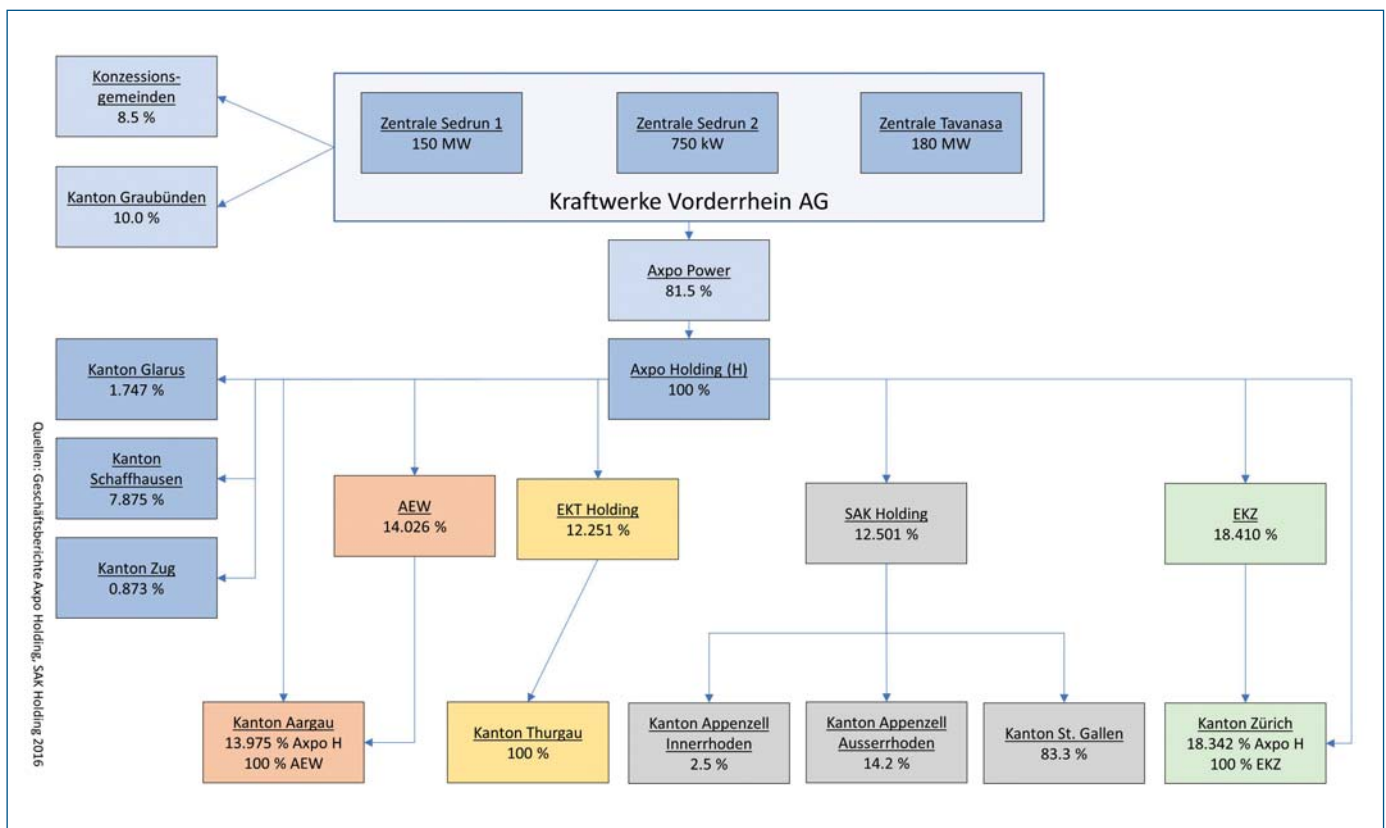 Konzessions-
gemeinden
8.5 %
Kanton Graubünden
10.0 %
Zentrale Sedrun 1
150 MW
Zentrale Sedrun 2
750 kW
Zentrale Tavanasa
180 MW
Kraftwerke Vorderrhein AG
Axpo Power
81.5 %
Axpo Holding (H)
100 %
Kanton Glarus
1.747 %
Kanton
Schaffhausen
7.875 %
Kanton Zug
0.873 %
AEW
14.026 %
EKT Holding
12.251 %
SAK Holding
12.501 %
EKZ
18.410 %
Kanton Aargau
13.975 % Axpo H
100 % AEW
Kanton Thurgau
100 %
Kanton Appenzell
Innerrhoden
2.5 %
Kanton Appenzell
Ausserrhoden
14.2 %
Kanton St. Gallen
83.3 %
Kanton Zürich
18.342 % Axpo H
100 % EKZ
Quellen: Geschäftsberichte Axpo Holding, SAK Holding 2016